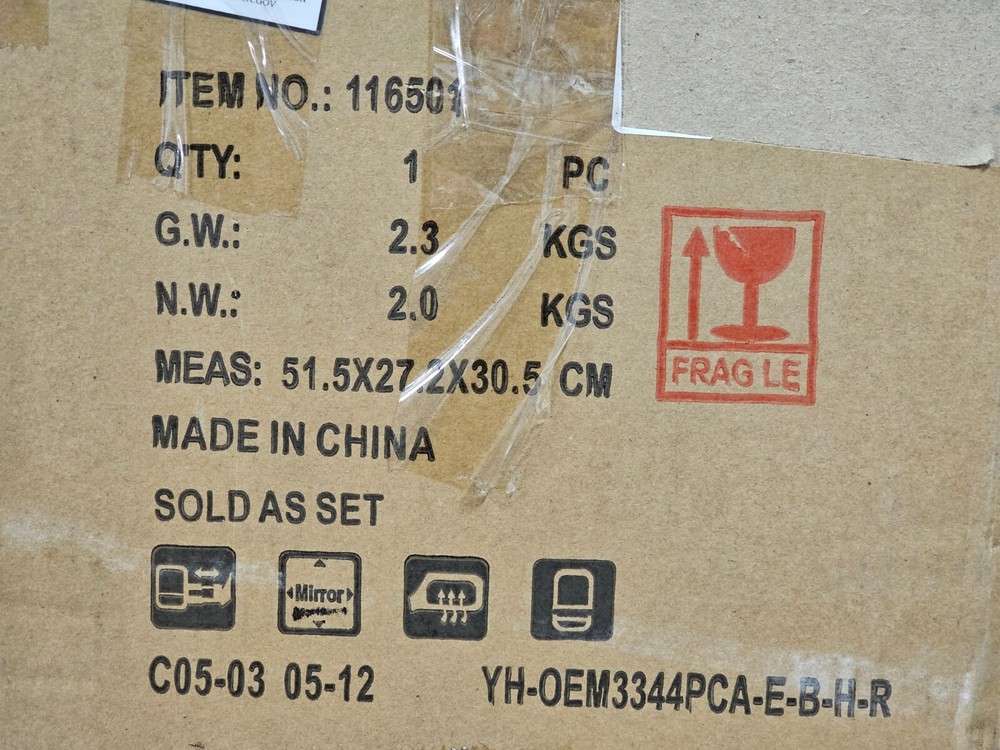 ITEM NO.: 116501
Q'TY: 1 PC
G.W.: 2.3 KGS
N.W.: 2.0 KGS
MEAS: 51.5X27.2X30.5 CM
MADE IN CHINA
SOLD AS SET
FRAG LE
Mirror
C05-03 05-12 YH-OEM3344PCA-E-B-H-R